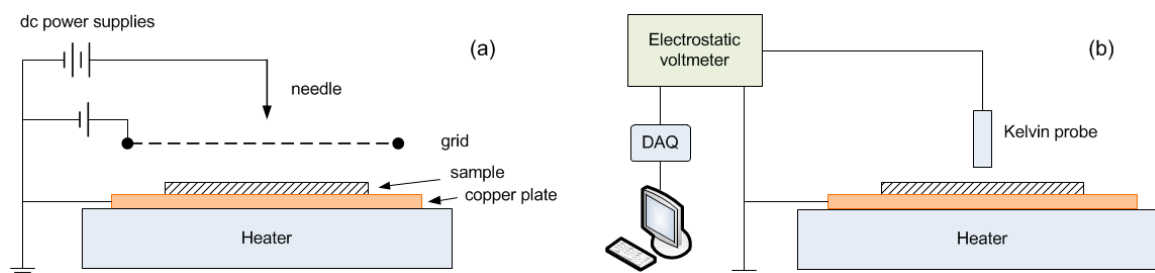 dc power supplies
(a)
needle
grid
sample
copper plate
Heater
Electrostatic
voltmeter
(b)
DAQ
Kelvin probe
Heater